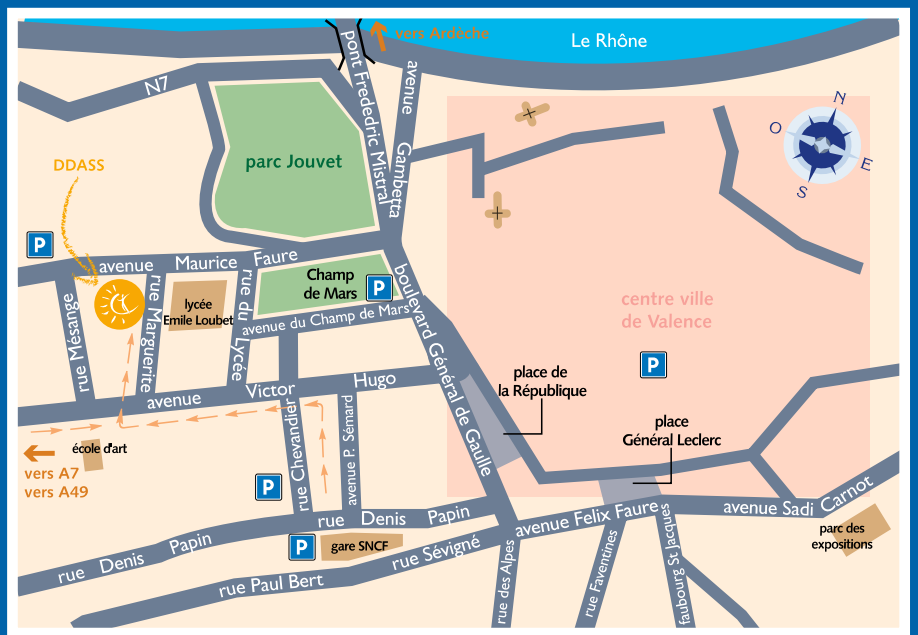 vers Ardèche
Le Rhône
N7
pont Frededric Mistral
avenue Gambetta
N
O
E
S
DDASS
parc Jouvet
P
avenue Maurice Faure
Champ
de Mars
P
rue Mésange
rue Marguerite
lycée
Emile Loubet
rue du Lycée
avenue du Champ de Mars
boulevard Général de Gaulle
centre ville
de Valence
P
place de
la République
avenue Victor Hugo
place
Général Leclerc
école d'art
vers A7
vers A49
rue Chevandier
avenue P. Sémard
P
rue Denis Papin
rue Denis Papin
P
gare SNCF
rue Sévigné
rue Paul Bert
avenue Felix Faure
avenue Sadi Carnot
parc des
expositions
rue des Alpes
rue Faventines
faubourg St Jacques